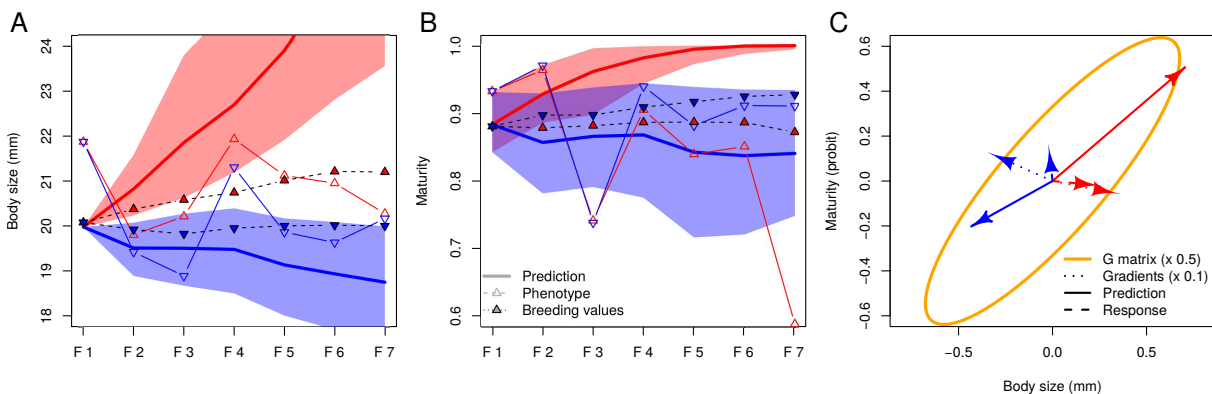 A
B
C
24
23
22
21
20
19
18
Body size (mm)
F 1
F 2
F 3
F 4
F 5
F 6
F 7
1.0
0.9
0.8
0.7
0.6
Maturity
Prediction
Phenotype
Breeding values
F 1
F 2
F 3
F 4
F 5
F 6
F 7
0.6
0.4
0.2
0.0
−0.2
−0.4
−0.6
Maturity (probit)
G matrix (x 0.5)
Gradients (x 0.1)
Prediction
Response
−0.5
0.0
0.5
Body size (mm)